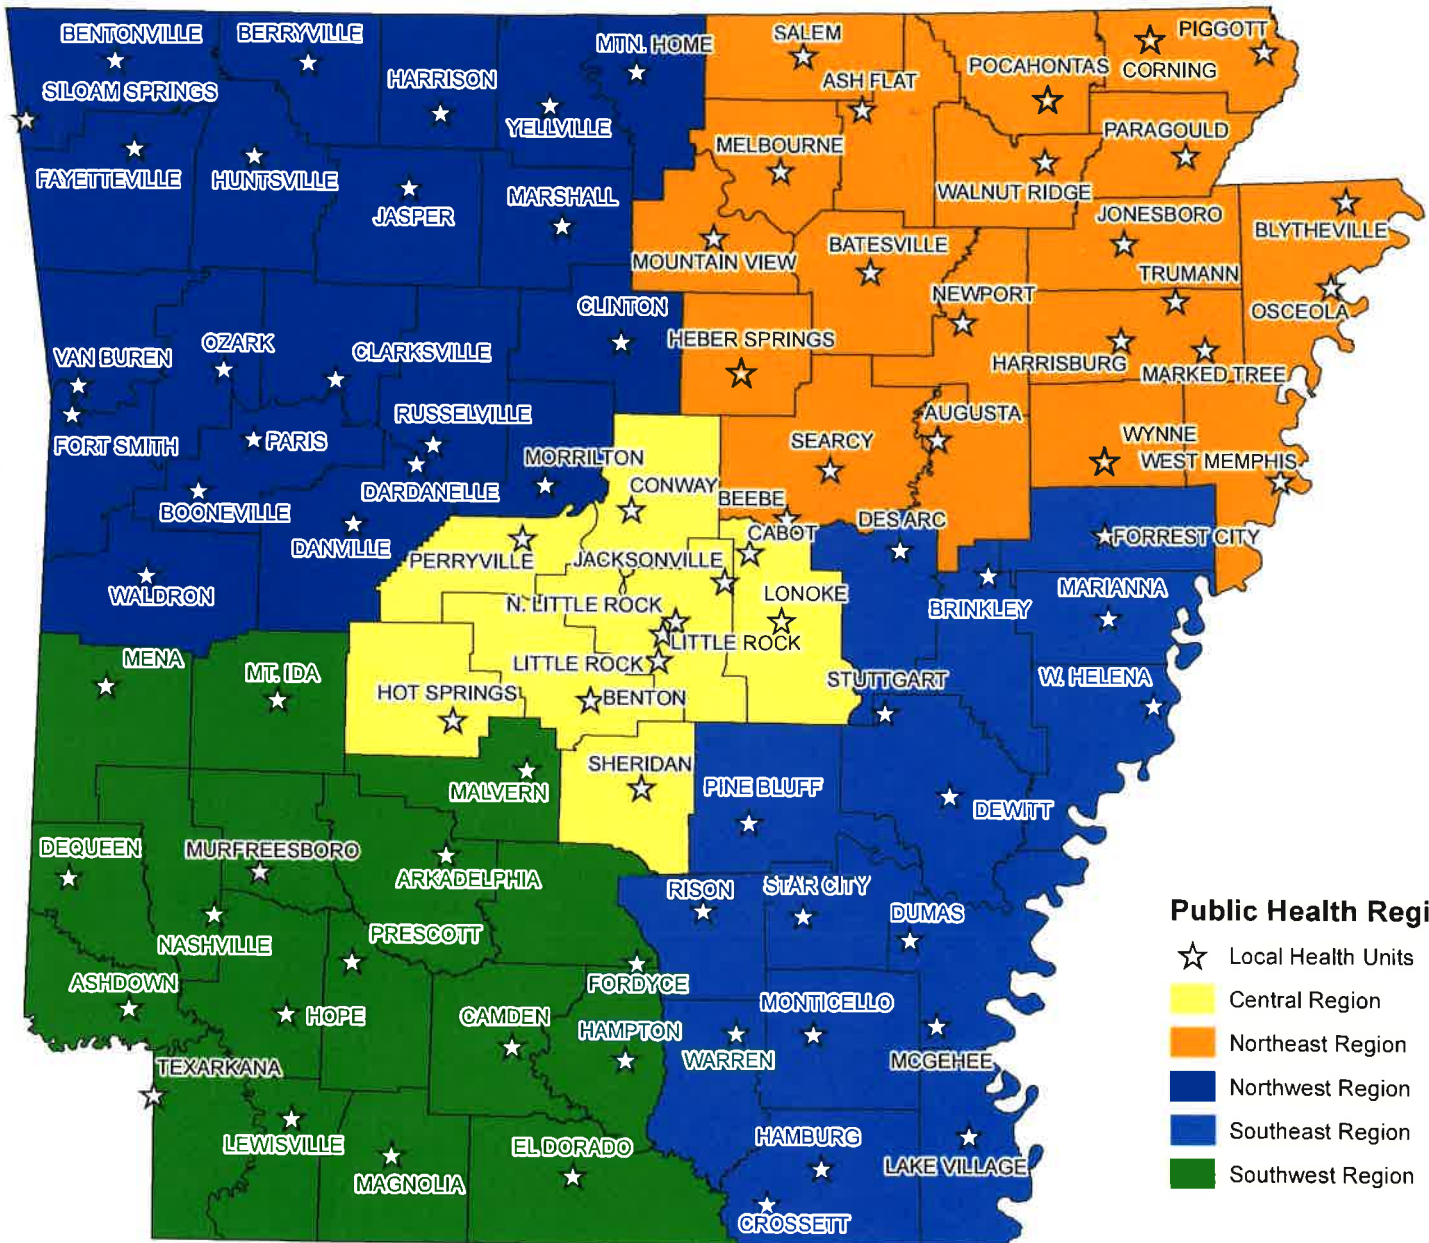 BENTONVILLE
BERRYVILLE
MTN. HOME
SALEM
PIGGOTT
SILOAM SPRINGS
HARRISON
ASH FLAT
POCAHONTAS
CORNING
YELLVILLE
PARAGOULD
MELBOURNE
FAYETTEVILLE
HUNTSVILLE
JASPER
MARSHALL
WALNUT RIDGE
JONESBORO
BLYTHEVILLE
MOUNTAIN VIEW
BATESVILLE
TRUMANN
NEWPORT
OSCEOLA
CLINTON
HEBER SPRINGS
VAN BUREN
OZARK
CLARKSVILLE
HARRISBURG
MARKED TREE
RUSSELVILLE
AUGUSTA
FORT SMITH
PARIS
SEARCY
WYNNE
MORRILTON
WEST MEMPHIS
CONWAY
DARDANELLE
BEEBE
BOONEVILLE
DES ARC
CABOT
FORREST CITY
DANVILLE
PERRYVILLE
JACKSONVILLE
WALDRON
N. LITTLE ROCK
LONOKE
BRINKLEY
MARIANNA
LITTLE ROCK
MENA
MT. IDA
LITTLE ROCK
W. HELENA
HOT SPRINGS
BENTON
STUTTGART
SHERIDAN
MALVERN
PINE BLUFF
DEWITT
DEQUEEN
MURFREESBORO
ARKADELPHIA
RISON
STAR CITY
DUMAS
NASHVILLE
PRESCOTT
ASHDOWN
FORDYCE
HOPE
CAMDEN
HAMPTON
MONTICELLO
WARREN
MCGEHEE
TEXARKANA
LEWISVILLE
EL DORADO
HAMBURG
LAKE VILLAGE
MAGNOLIA
CROSSETT
Public Health Regi
Local Health Units
Central Region
Northeast Region
Northwest Region
Southeast Region
Southwest Region